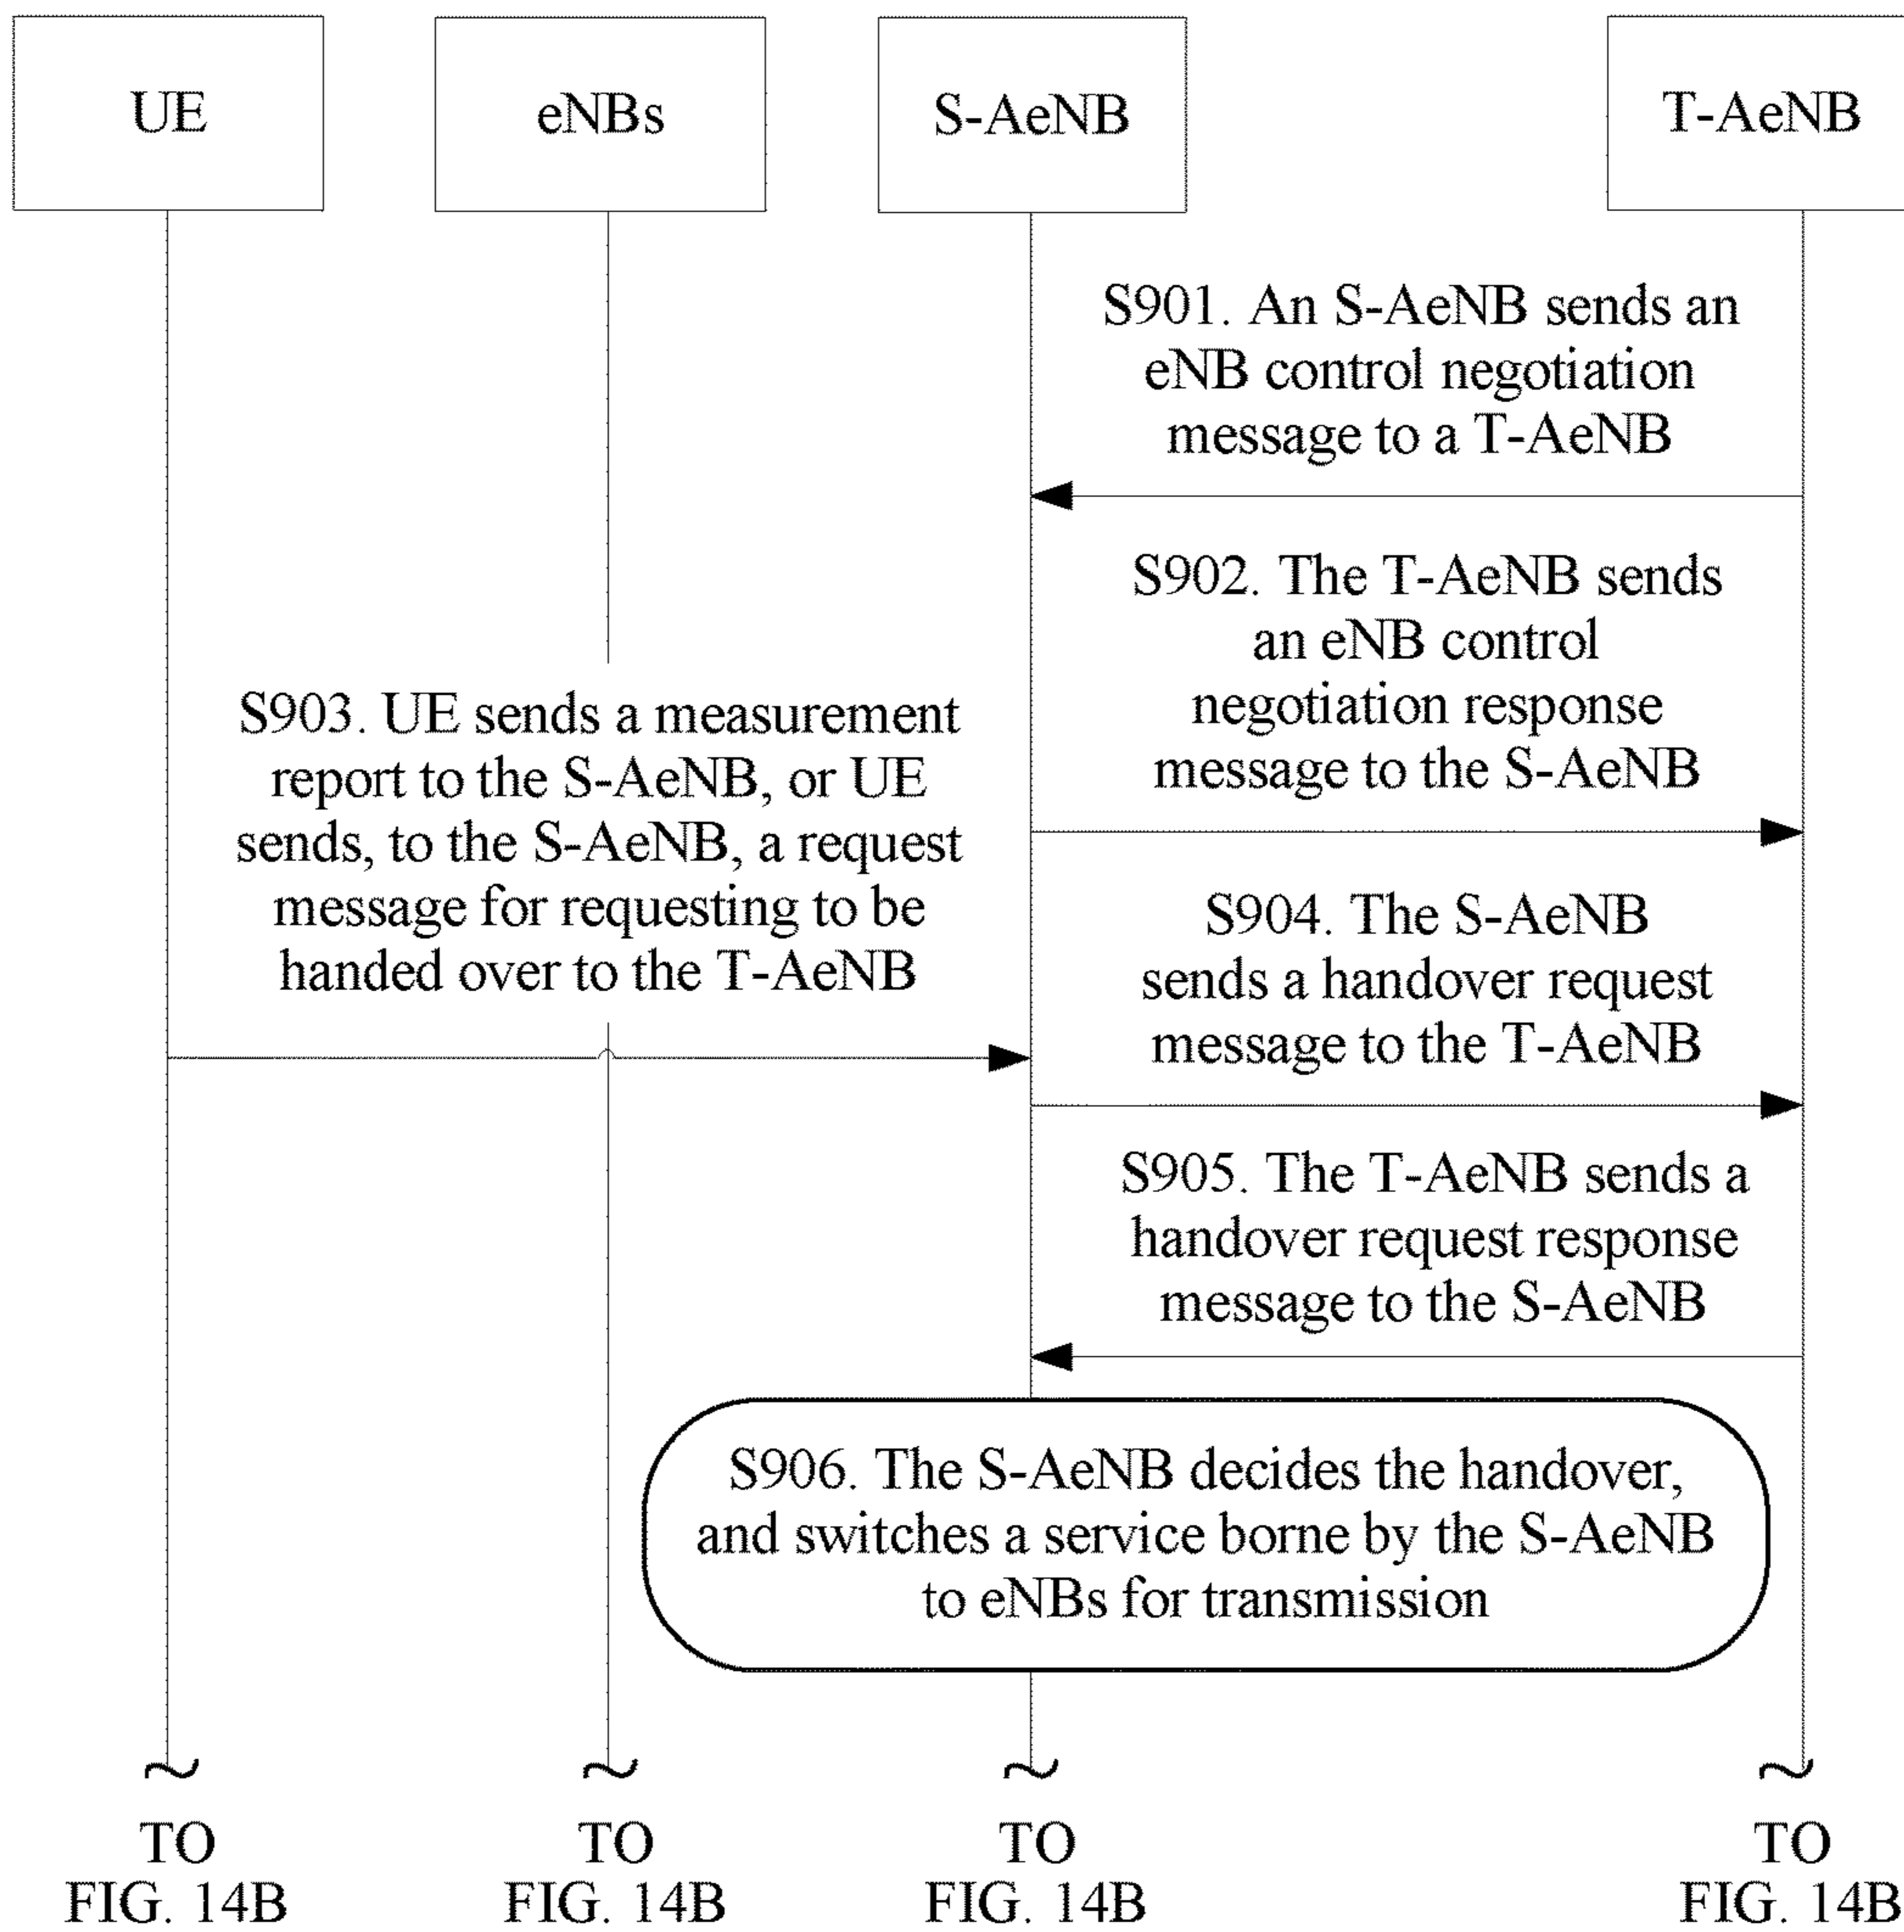 UE
eNBs
S-AeNB
T-AeNB
S901. An S-AeNB sends an
eNB control negotiation
message to a T-AeNB
S902. The T-AeNB sends
an eNB control
negotiation response
message to the S-AeNB
S903. UE sends a measurement
report to the S-AeNB, or UE
sends, to the S-AeNB, a request
message for requesting to be
handed over to the T-AeNB
S904. The S-AeNB
sends a handover request
message to the T-AeNB
S905. The T-AeNB sends a
handover request response
message to the S-AeNB
S906. The S-AeNB decides the handover,
and switches a service borne by the S-AeNB
to eNBs for transmission
TO
FIG. 14B
TO
FIG. 14B
TO
FIG. 14B
TO
FIG. 14B